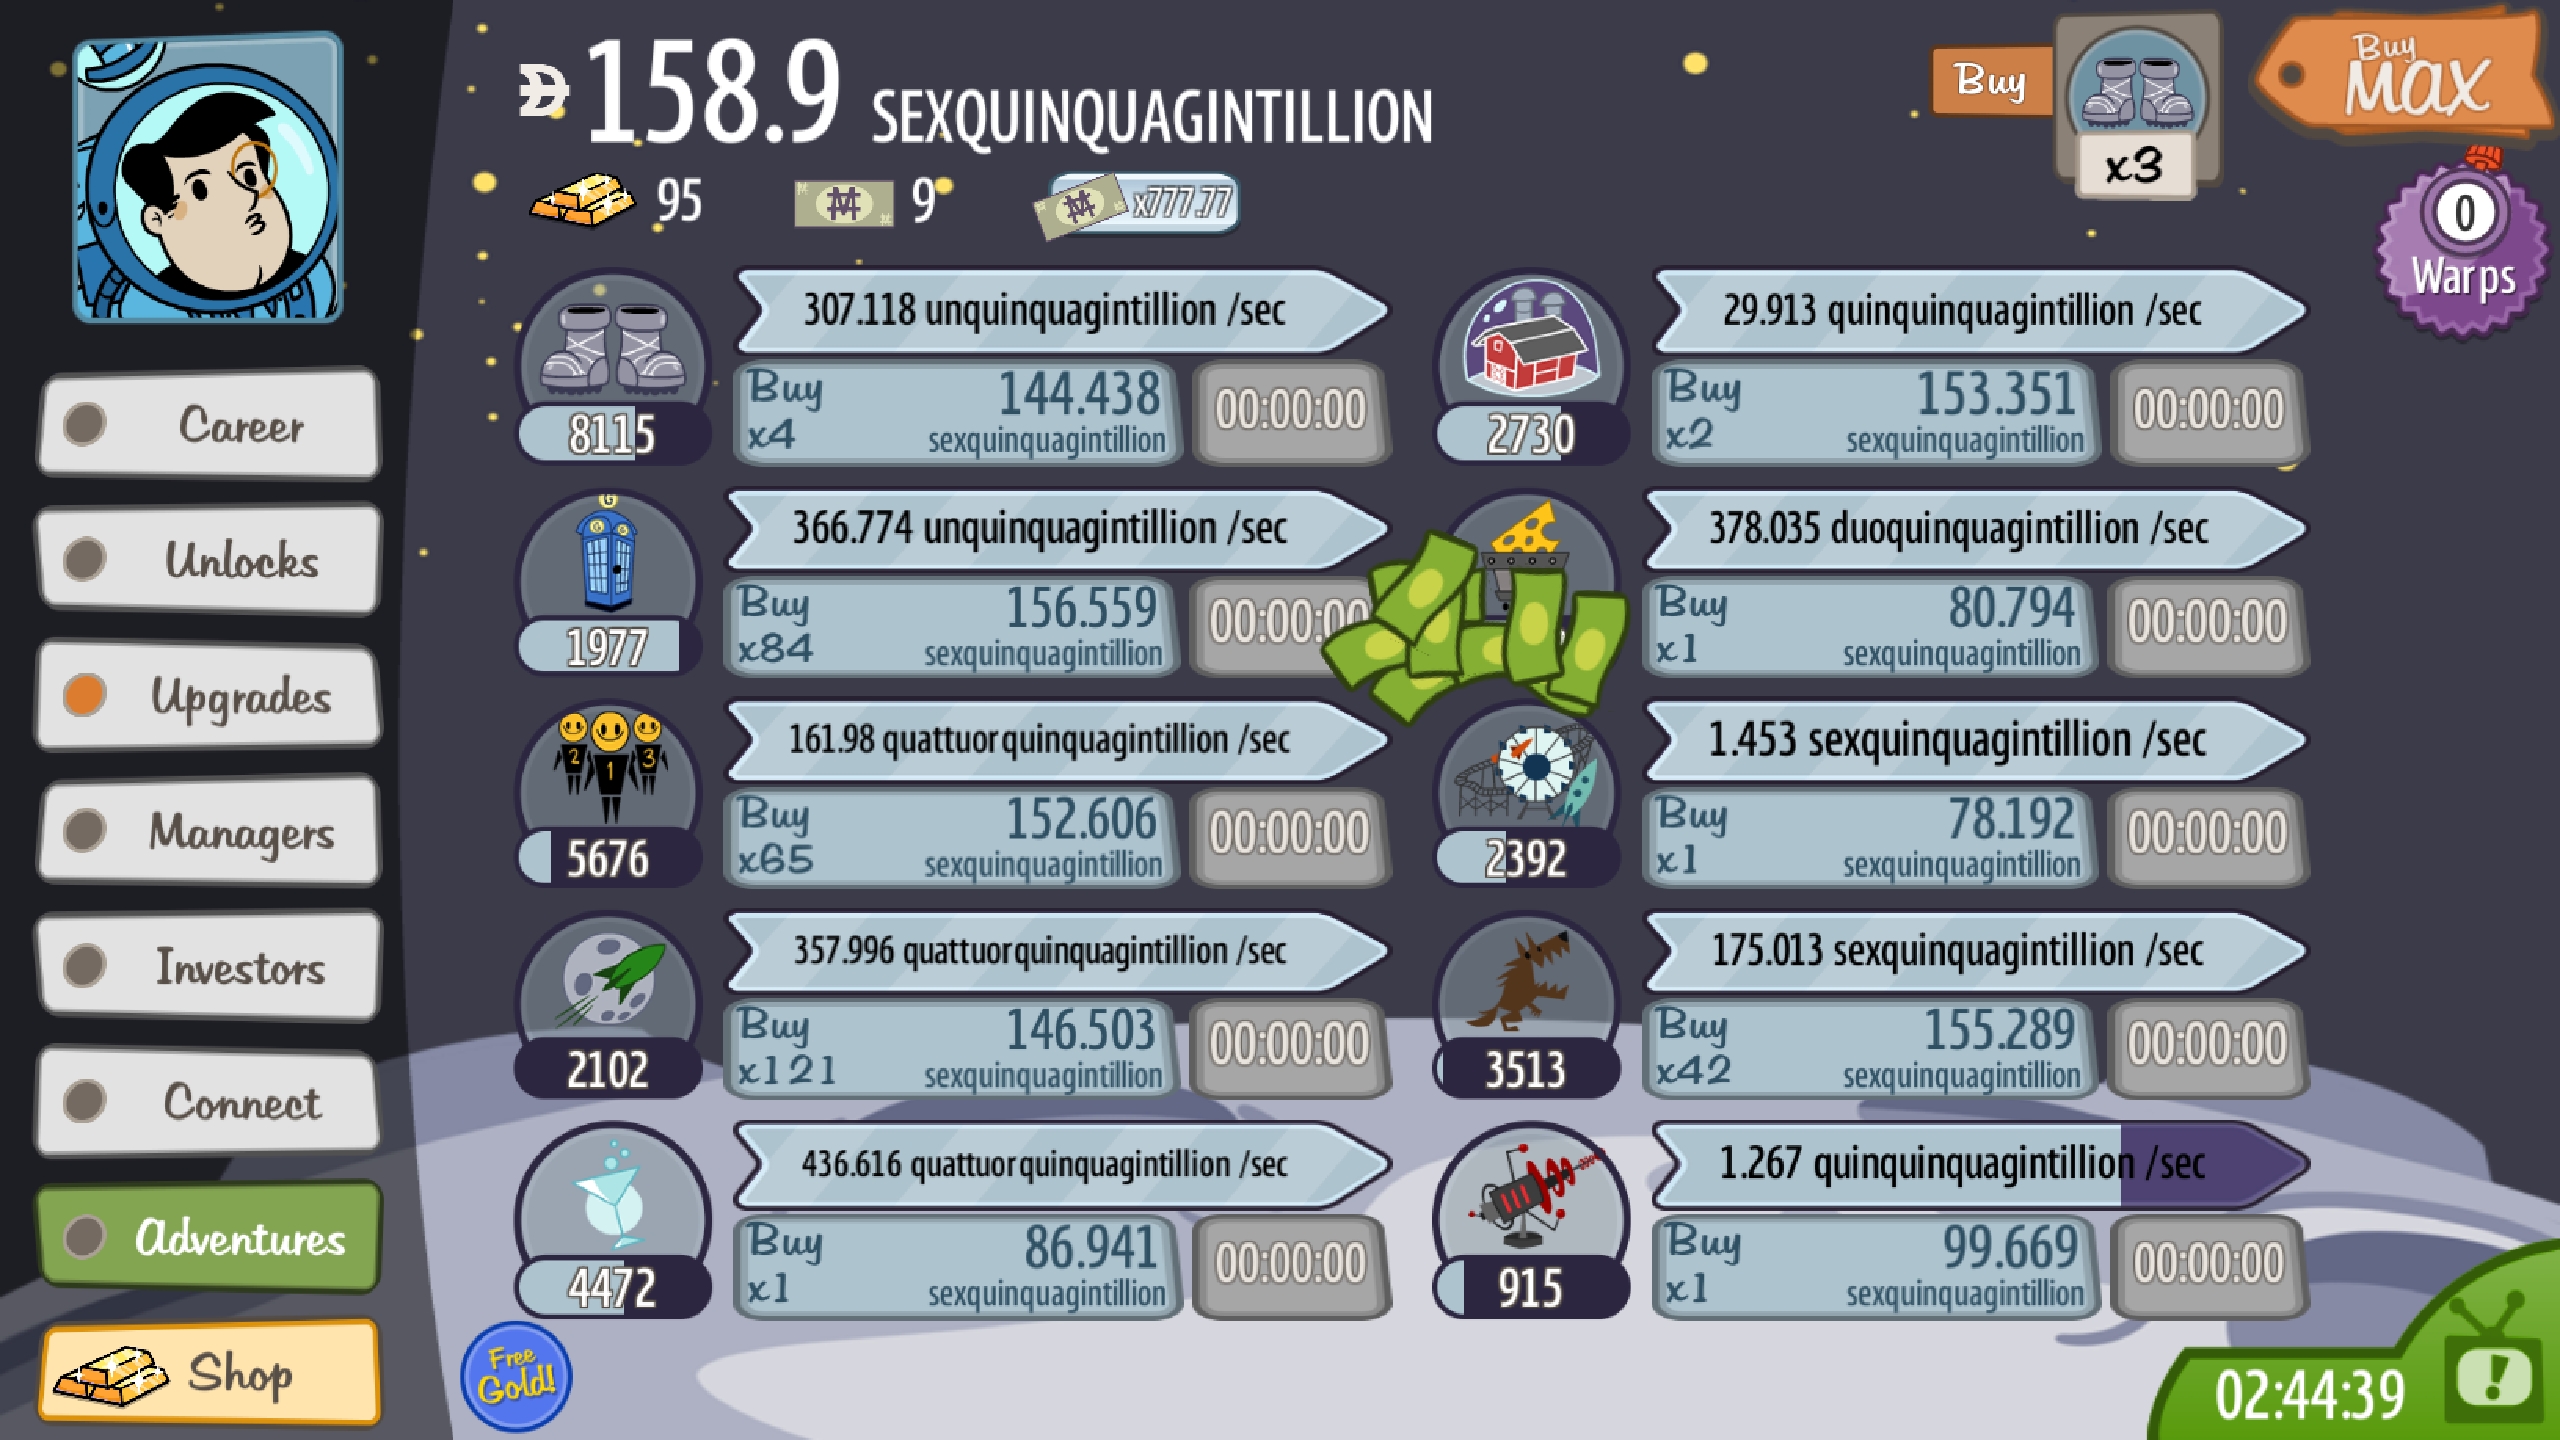 158.9 SEXQUINQUAGINTILLION
Buy
x3
Buy
MAX
95
9
x777.77
0
Warps
Career
Unlocks
Upgrades
Managers
Investors
Connect
Adventures
Shop
307.118 unquinquagintillion /sec
8115
Buy
x4
144.438
sexquinquagintillion
00:00:00
29.913 quinquinquagintillion /sec
2730
Buy
x2
153.351
sexquinquagintillion
00:00:00
366.774 unquinquagintillion /sec
1977
Buy
x84
156.559
sexquinquagintillion
00:00:00
378.035 duoquinquagintillion /sec
Buy
x1
80.794
sexquinquagintillion
00:00:00
2 1 3
161.98 quattuorquinquagintillion /sec
5676
Buy
x65
152.606
sexquinquagintillion
00:00:00
1.453 sexquinquagintillion /sec
2392
Buy
x1
78.192
sexquinquagintillion
00:00:00
357.996 quattuorquinquagintillion /sec
2102
Buy
x121
146.503
sexquinquagintillion
00:00:00
175.013 sexquinquagintillion /sec
3513
Buy
x42
155.289
sexquinquagintillion
00:00:00
436.616 quattuorquinquagintillion /sec
4472
Buy
x1
86.941
sexquinquagintillion
00:00:00
1.267 quinquinquagintillion /sec
915
Buy
x1
99.669
sexquinquagintillion
00:00:00
Free
Gold!
02:44:39
!